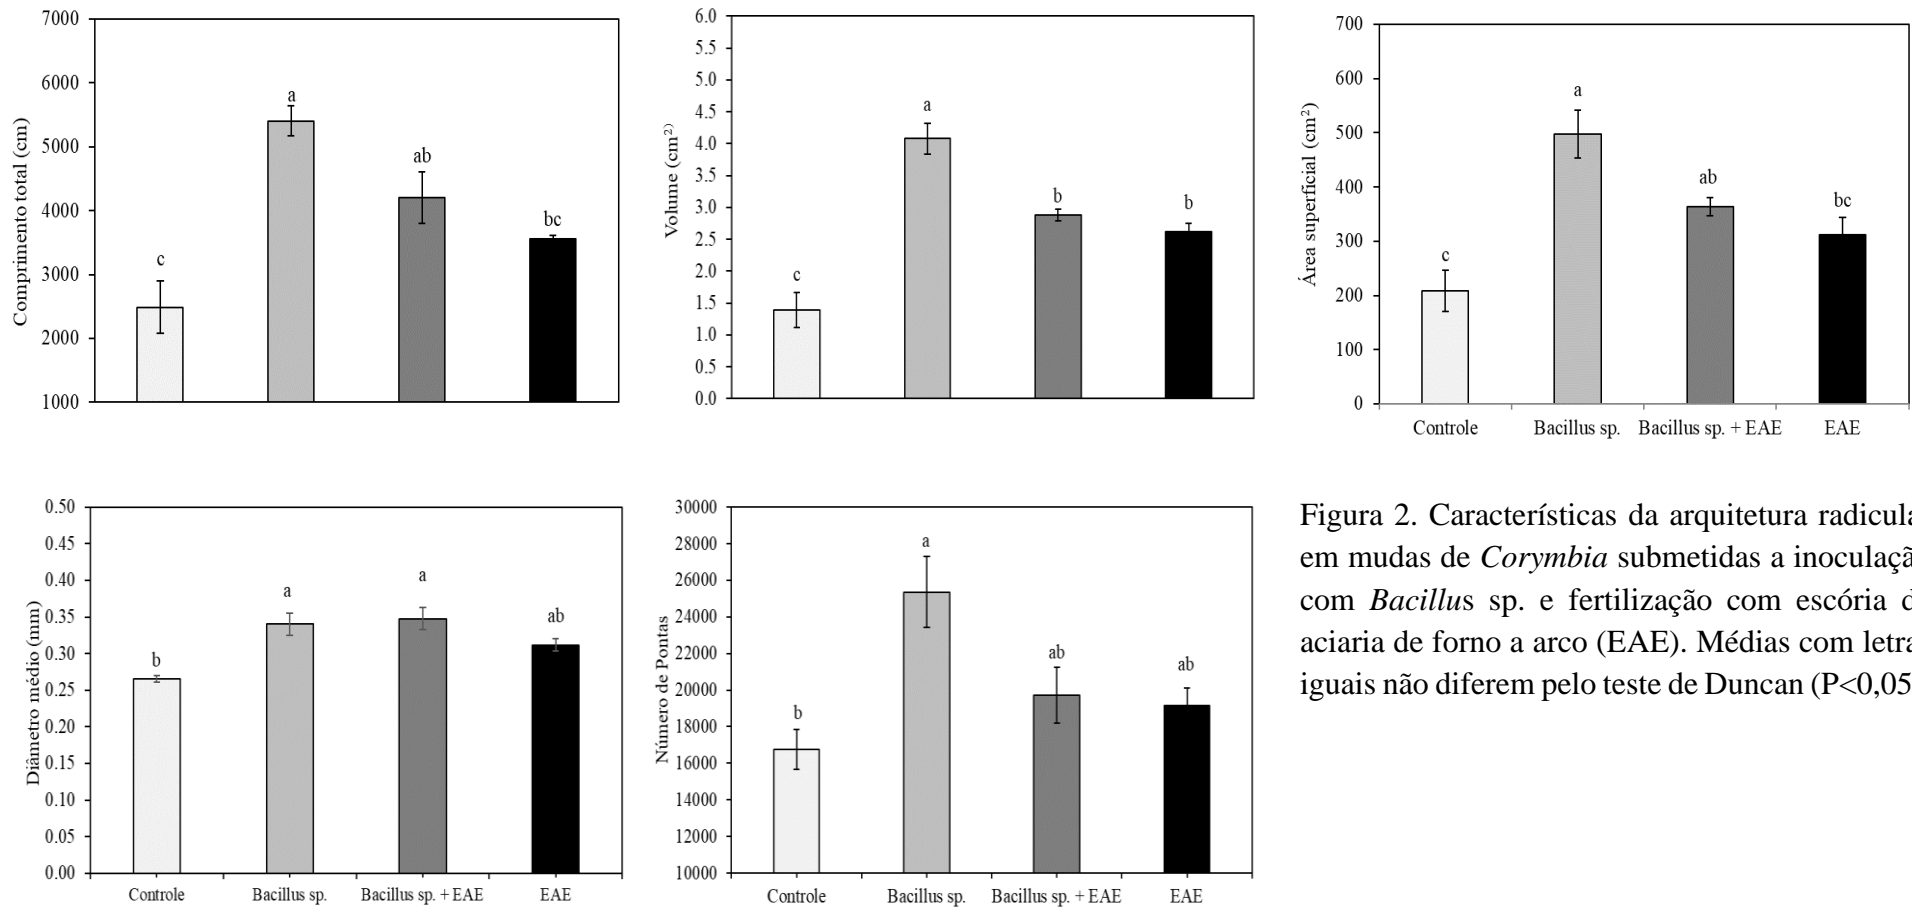 Comprimento total (cm)
7000
6000
5000
4000
3000
2000
1000
c
a
ab
bc
Volume (cm²)
6.0
5.5
5.0
4.5
4.0
3.5
3.0
2.5
2.0
1.5
1.0
0.5
0.0
c
a
b
b
Área superficial (cm²)
700
600
500
400
300
200
100
0
c
a
ab
bc
Controle Bacillus sp. Bacillus sp. + EAE EAE
Diâmetro médio (mm)
0.50
0.45
0.40
0.35
0.30
0.25
0.20
0.15
0.10
0.05
0.00
b
a
a
ab
Controle Bacillus sp. Bacillus sp. + EAE EAE
Número de Pontas
30000
28000
26000
24000
22000
20000
18000
16000
14000
12000
10000
b
a
ab
ab
Controle Bacillus sp. Bacillus sp. + EAE EAE
Figura 2. Características da arquitetura radicula
em mudas de Corymbia submetidas a inoculaçã
com Bacillus sp. e fertilização com escória d
aciaria de forno a arco (EAE). Médias com letra
iguais não diferem pelo teste de Duncan (P<0,05